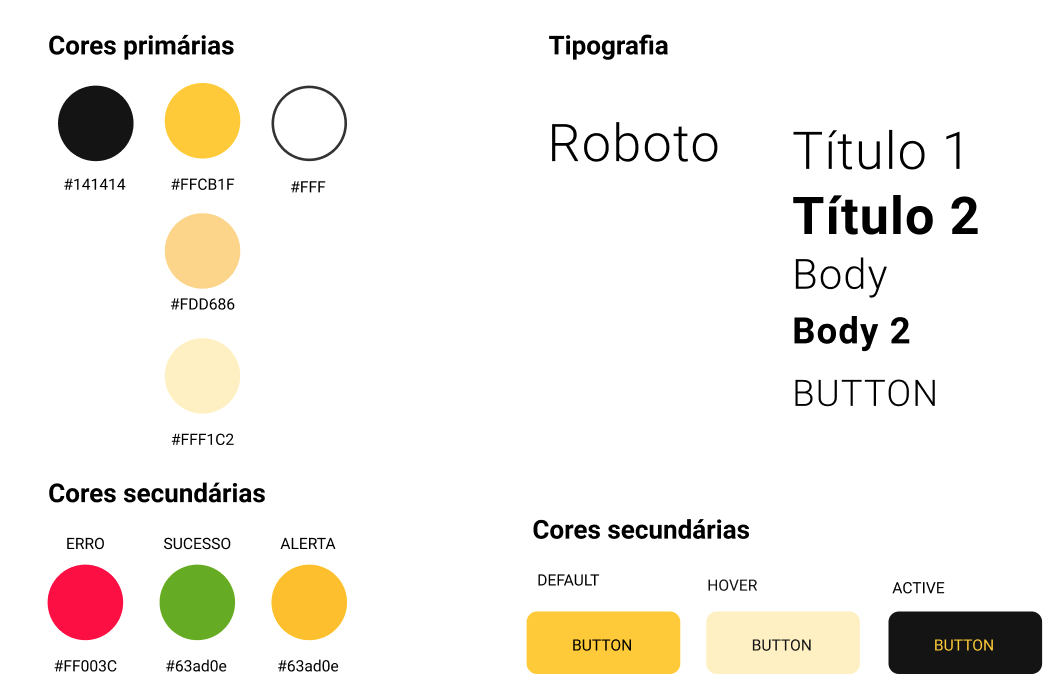 Cores primárias
#141414
#FFCB1F
#FFF
#FDD686
#FFF1C2
Cores secundárias
ERRO
SUCESSO
ALERTA
#FF003C
#63ad0e
#63ad0e
Tipografia
Roboto
Título 1
Título 2
Body
Body 2
BUTTON
Cores secundárias
DEFAULT
HOVER
ACTIVE
BUTTON
BUTTON
BUTTON